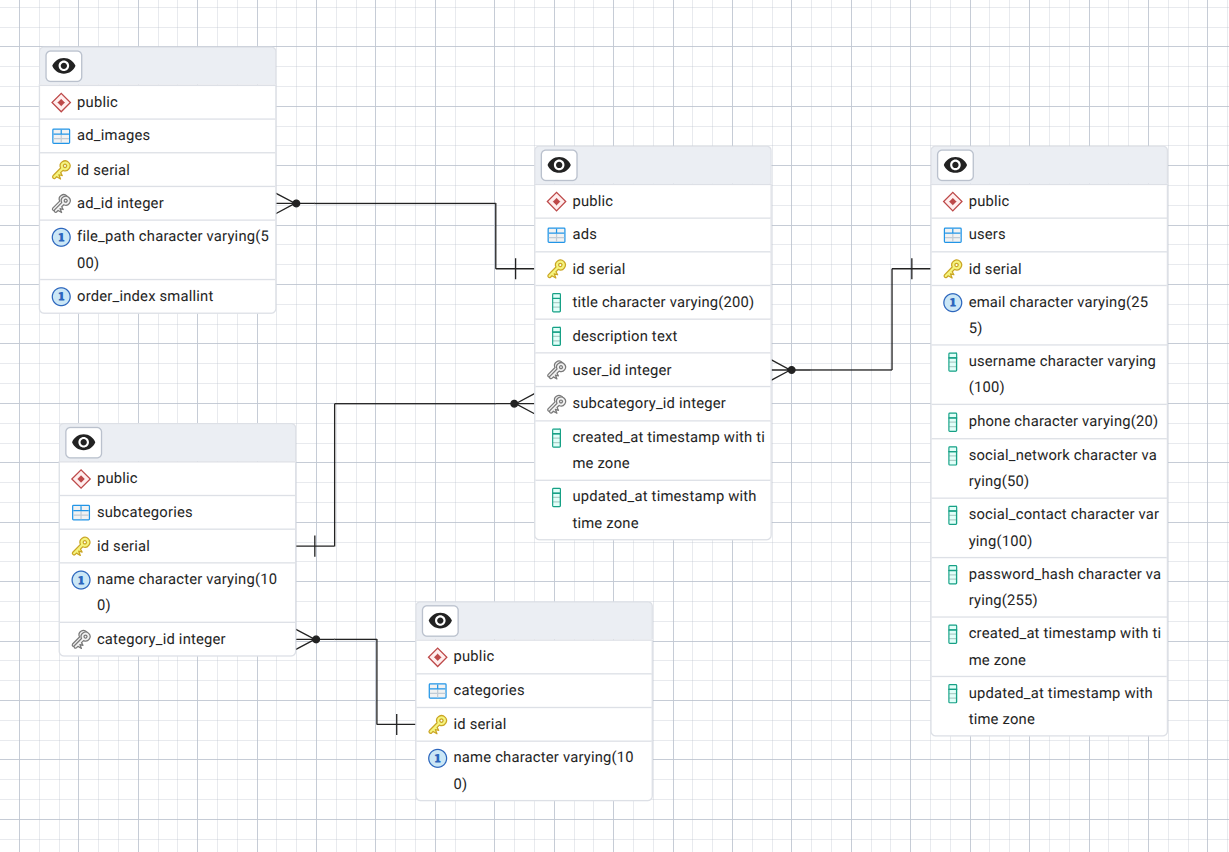 public
ad_images
id serial
ad_id integer
file_path character varying(5
00)
order_index smallint
public
ads
id serial
title character varying(200)
description text
user_id integer
subcategory_id integer
created_at timestamp with ti
me zone
updated_at timestamp with
time zone
public
users
id serial
email character varying(25
5)
username character varying
(100)
phone character varying(20)
social_network character va
rying(50)
social_contact character var
ying(100)
password_hash character va
rying(255)
created_at timestamp with ti
me zone
updated_at timestamp with
time zone
public
subcategories
id serial
name character varying(10
0)
category_id integer
public
categories
id serial
name character varying(10
0)